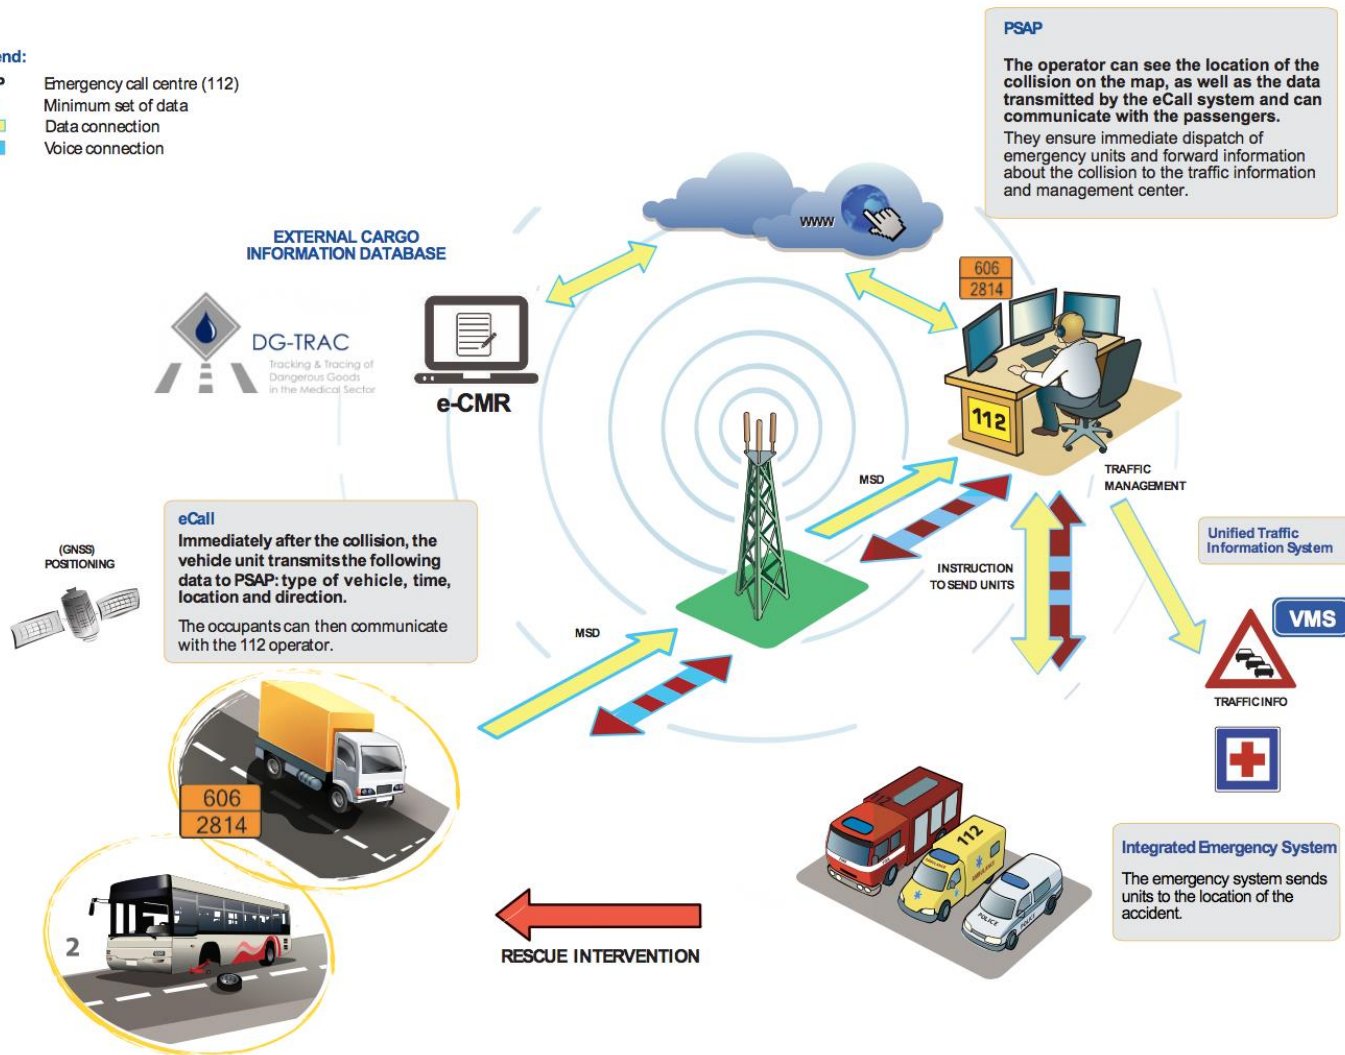 end:
P Emergency call centre (112)
Minimum set of data
Data connection
Voice connection
PSAP
The operator can see the location of the
collision on the map, as well as the data
transmitted by the eCall system and can
communicate with the passengers.
They ensure immediate dispatch of
emergency units and forward information
about the collision to the traffic information
and management center.
EXTERNAL CARGO
INFORMATION DATABASE
www
606
2814
DG-TRAC
Tracking & Tracing of
Dangerous Goods
in the Medical Sector
e-CMR
112
MSD
TRAFFIC
MANAGEMENT
eCall
Immediately after the collision, the
vehicle unit transmits the following
data to PSAP: type of vehicle, time,
location and direction.
The occupants can then communicate
with the 112 operator.
(GNSS)
POSITIONING
Unified Traffic
Information System
INSTRUCTION
TO SEND UNITS
MSD
VMS
TRAFFIC INFO
606
2814
112
AMBULANCE
AMBULANCE
POLICE
POLICE
Integrated Emergency System
The emergency system sends
units to the location of the
accident.
2
RESCUE INTERVENTION